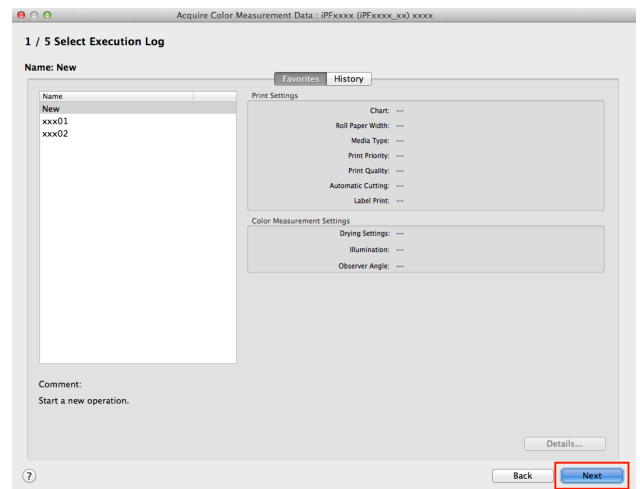 Acquire Color Measurement Data : iPFxxxx (iPFxxxx_xx) xxxx
1 / 5 Select Execution Log
Name: New
Favorites History
Name
New
xxx01
xxx02
Print Settings
Chart: --
Roll Paper Width: --
Media Type: --
Print Priority: --
Print Quality: --
Automatic Cutting: --
Label Print: --
Color Measurement Settings
Drying Settings: --
Illumination: --
Observer Angle: --
Comment:
Start a new operation.
Details...
? Back Next